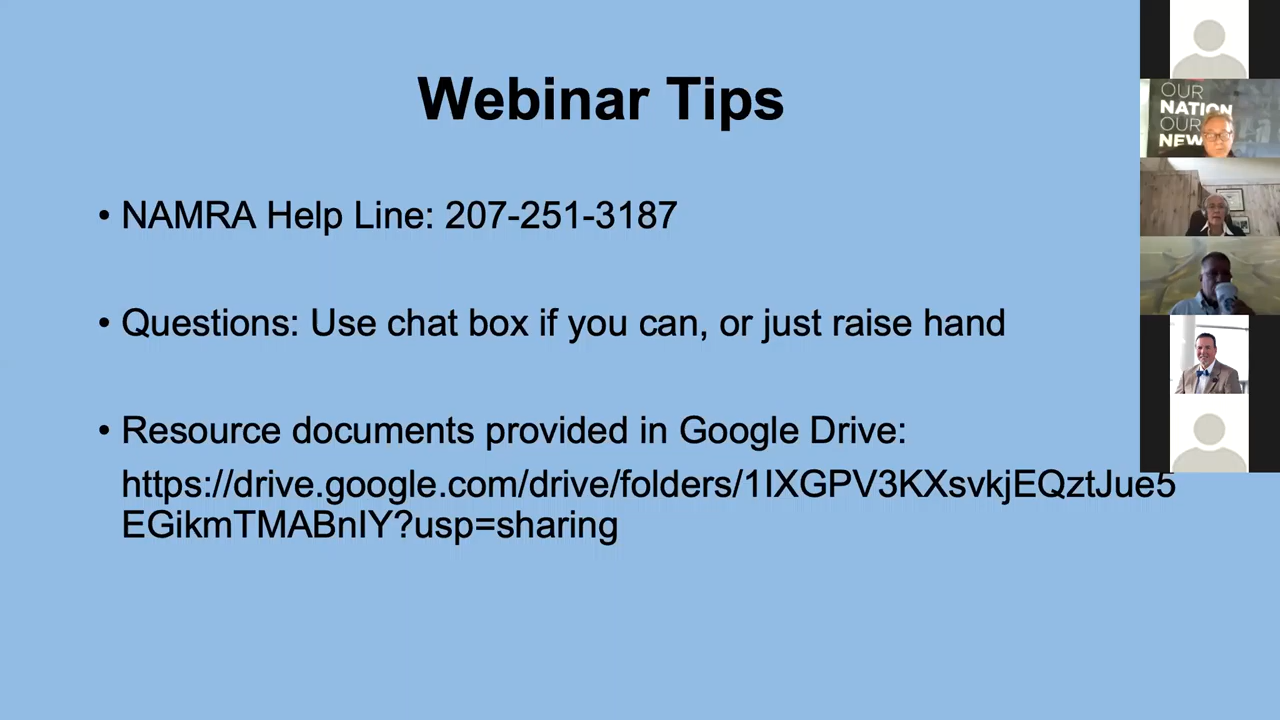 Webinar Tips
• NAMRA Help Line: 207-251-3187
• Questions: Use chat box if you can, or just raise hand
• Resource documents provided in Google Drive:
https://drive.google.com/drive/folders/1lXGPV3KXsvkjEQztJue5
EGikmTMABnIY?usp=sharing
OUR
NATION
OUR
NEW